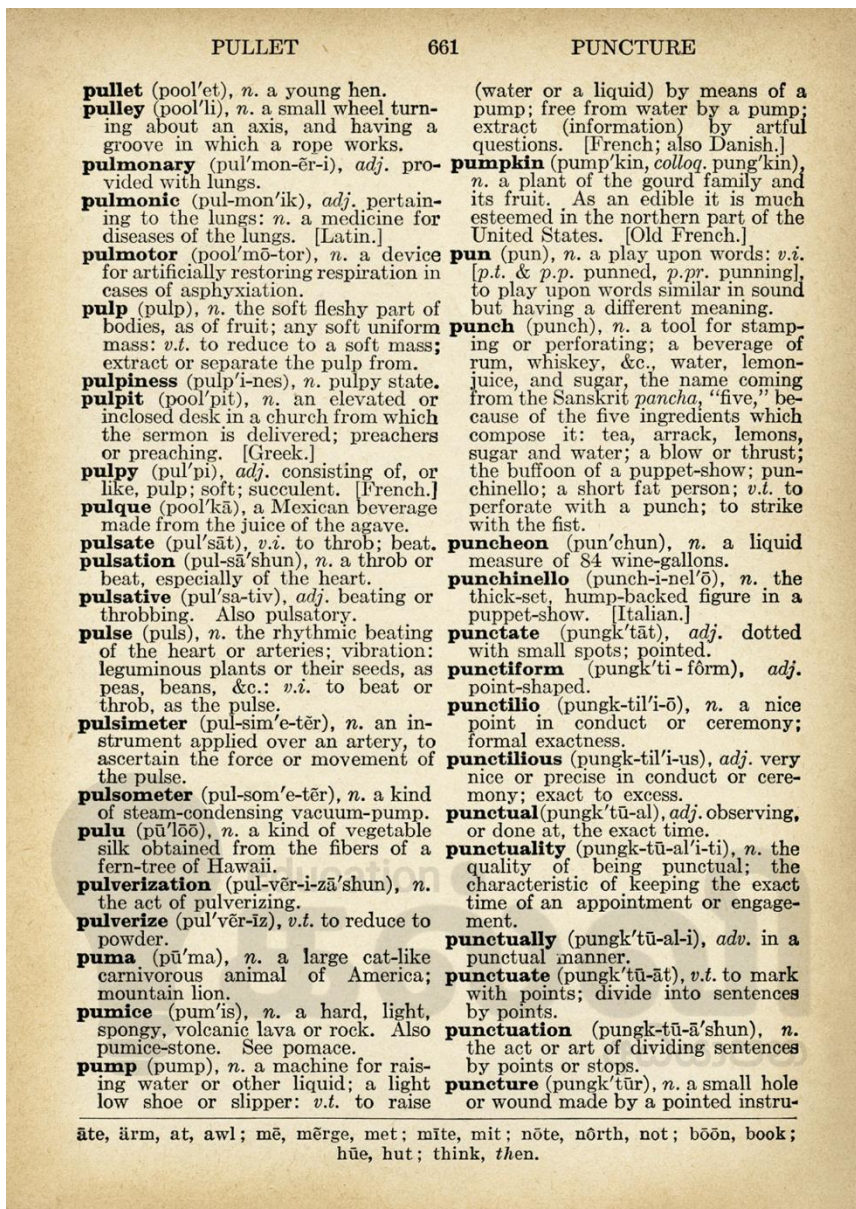 PULLET 661 PUNCTURE
pullet (pool′et), n. a young hen.
pulley (pool′li), n. a small wheel turn-
ing about an axis, and having a
groove in which a rope works.
pulmonary (pul′mon-ẽr-i), adj. pro-
vided with lungs.
pulmonic (pul-mon′ik), adj. pertain-
ing to the lungs: n. a medicine for
diseases of the lungs. [Latin.]
pulmotor (pool′mō-tor), n. a device
for artificially restoring respiration in
cases of asphyxiation.
pulp (pulp), n. the soft fleshy part of
bodies, as of fruit; any soft uniform
mass: v.t. to reduce to a soft mass;
extract or separate the pulp from.
pulpiness (pulp′i-nes), n. pulpy state.
pulpit (pool′pit), n. an elevated or
inclosed desk in a church from which
the sermon is delivered; preachers
or preaching. [Greek.]
pulpy (pul′pi), adj. consisting of, or
like, pulp; soft; succulent. [French.]
pulque (pool′kā), a Mexican beverage
made from the juice of the agave.
pulsate (pul′sāt), v.i. to throb; beat.
pulsation (pul-sā′shun), n. a throb or
beat, especially of the heart.
pulsative (pul′sa-tiv), adj. beating or
throbbing. Also pulsatory.
pulse (puls), n. the rhythmic beating
of the heart or arteries; vibration:
leguminous plants or their seeds, as
peas, beans, &c.: v.i. to beat or
throb, as the pulse.
pulsimeter (pul-sim′e-tẽr), n. an in-
strument applied over an artery, to
ascertain the force or movement of
the pulse.
pulsometer (pul-som′e-tẽr), n. a kind
of steam-condensing vacuum-pump.
pulu (pū′lōō), n. a kind of vegetable
silk obtained from the fibers of a
fern-tree of Hawaii.
pulverization (pul-vẽr-i-zā′shun), n.
the act of pulverizing.
pulverize (pul′vẽr-īz), v.t. to reduce to
powder.
puma (pū′ma), n. a large cat-like
carnivorous animal of America;
mountain lion.
pumice (pum′is), n. a hard, light,
spongy, volcanic lava or rock. Also
pumice-stone. See pomace.
pump (pump), n. a machine for rais-
ing water or other liquid; a light
low shoe or slipper: v.t. to raise
(water or a liquid) by means of a
pump; free from water by a pump;
extract (information) by artful
questions. [French; also Danish.]
pumpkin (pump′kin, colloq. pung′kin),
n. a plant of the gourd family and
its fruit. As an edible it is much
esteemed in the northern part of the
United States. [Old French.]
pun (pun), n. a play upon words: v.i.
[p.t. & p.p. punned, p.pr. punning],
to play upon words similar in sound
but having a different meaning.
punch (punch), n. a tool for stamp-
ing or perforating; a beverage of
rum, whiskey, &c., water, lemon-
juice, and sugar, the name coming
from the Sanskrit pancha, “five,” be-
cause of the five ingredients which
compose it: tea, arrack, lemons,
sugar and water; a blow or thrust;
the buffoon of a puppet-show; pun-
chinello; a short fat person; v.t. to
perforate with a punch; to strike
with the fist.
puncheon (pun′chun), n. a liquid
measure of 84 wine-gallons.
punchinello (punch-i-nel′ō), n. the
thick-set, hump-backed figure in a
puppet-show. [Italian.]
punctate (pungk′tāt), adj. dotted
with small spots; pointed.
punctiform (pungk′ti-fôrm), adj.
point-shaped.
punctilio (pungk-til′i-ō), n. a nice
point in conduct or ceremony;
formal exactness.
punctilious (pungk-til′i-us), adj. very
nice or precise in conduct or cere-
mony; exact to excess.
punctual (pungk′tū-al), adj. observing,
or done at, the exact time.
punctuality (pungk-tū-al′i-ti), n. the
quality of being punctual; the
characteristic of keeping the exact
time of an appointment or engage-
ment.
punctually (pungk′tū-al-i), adv. in a
punctual manner.
punctuate (pungk′tū-āt), v.t. to mark
with points; divide into sentences
by points.
punctuation (pungk-tū-ā′shun), n.
the act or art of dividing sentences
by points or stops.
puncture (pungk′tūr), n. a small hole
or wound made by a pointed instru-
āte, ärm, at, awl; mē, mẽrge, met; mīte, mit; nōte, nôrth, not; bōōn, book;
hūe, hut; think, then.